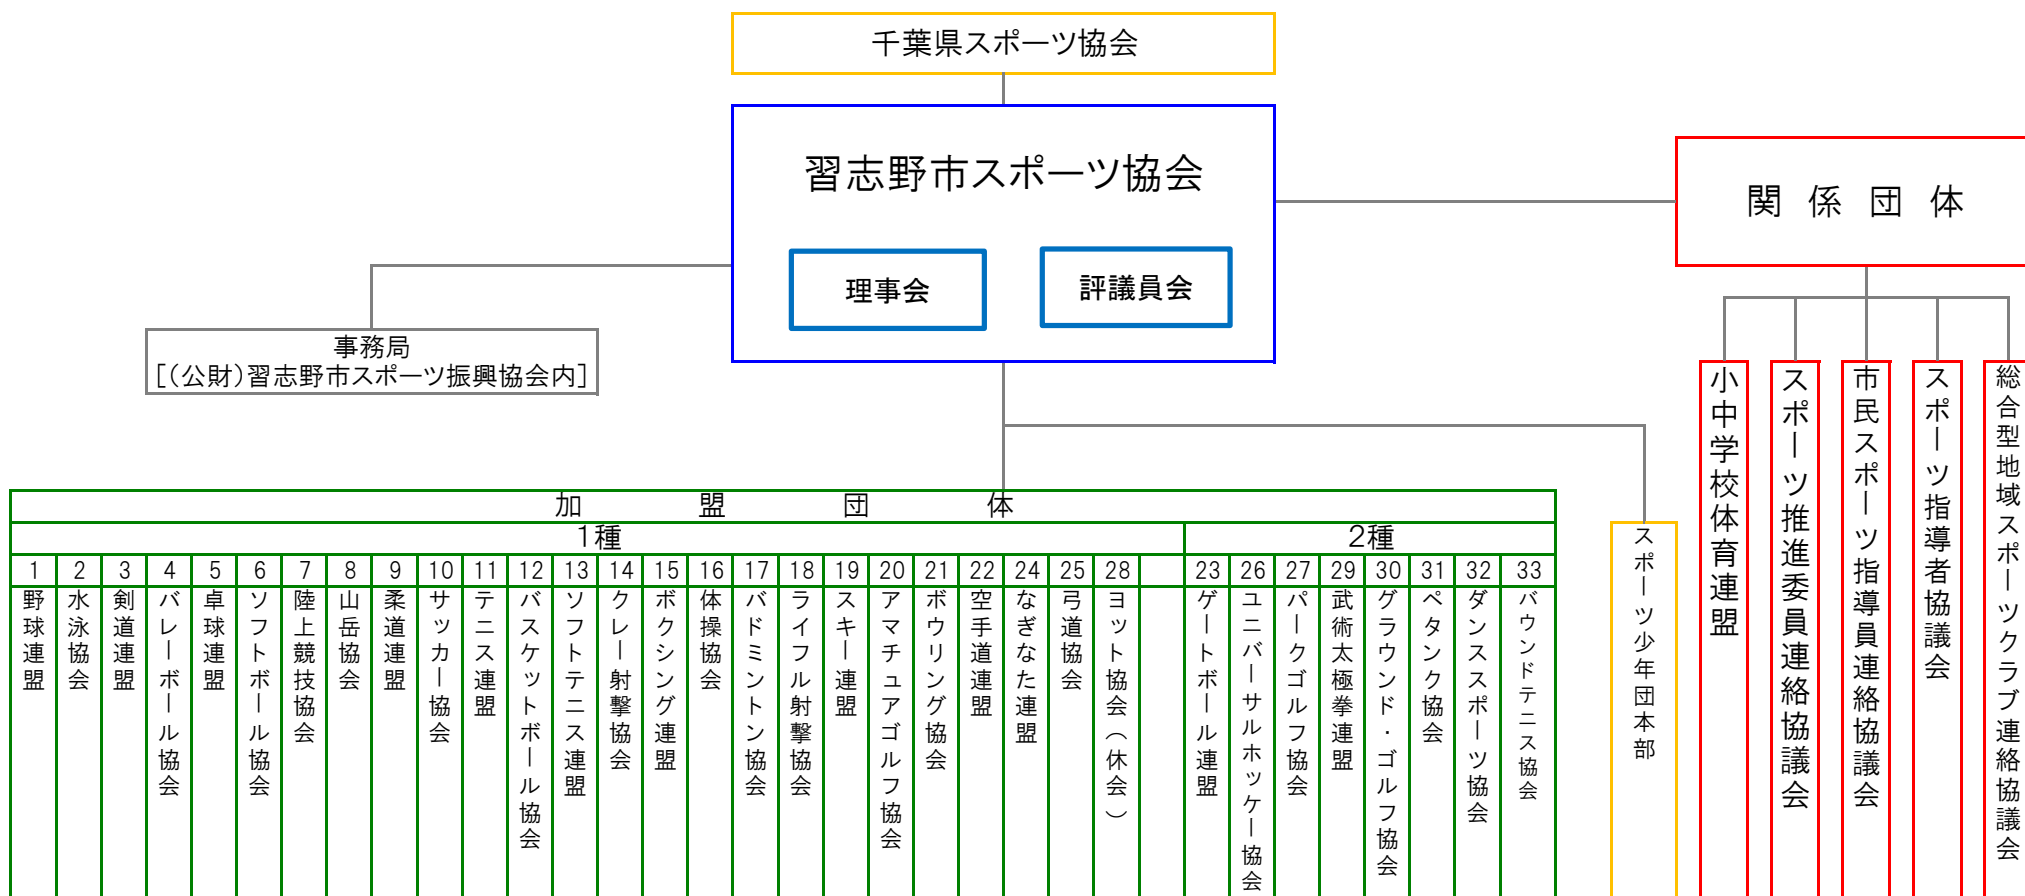 千葉県スポーツ協会
習志野市スポーツ協会
理事会
評議員会
関係団体
事務局
[(公財)習志野市スポーツ振興協会内]
小中学校体育連盟
スポーツ推進委員連絡協議会
市民スポーツ指導員連絡協議会
スポーツ指導者協議会
総合型地域スポーツクラブ連絡協議会
加盟団体
1種
2種
1 野球連盟
2 水泳協会
3 剣道連盟
4 バレーボール協会
5 卓球連盟
6 ソフトボール協会
7 陸上競技協会
8 山岳協会
9 柔道連盟
10 サッカー協会
11 テニス連盟
12 バスケットボール協会
13 ソフトテニス連盟
14 クレー射撃協会
15 ボクシング連盟
16 体操協会
17 バドミントン協会
18 ライフル射撃協会
19 スキー連盟
20 アマチュアゴルフ協会
21 ボウリング協会
22 空手道連盟
24 なぎなた連盟
25 弓道協会
28 ヨット協会(休会)
23 ゲートボール連盟
26 ユニバーサルホッケー協会
27 パークゴルフ協会
29 武術太極拳連盟
30 グラウンド・ゴルフ協会
31 ペタンク協会
32 ダンススポーツ協会
33 バウンドテニス協会
スポーツ少年団本部